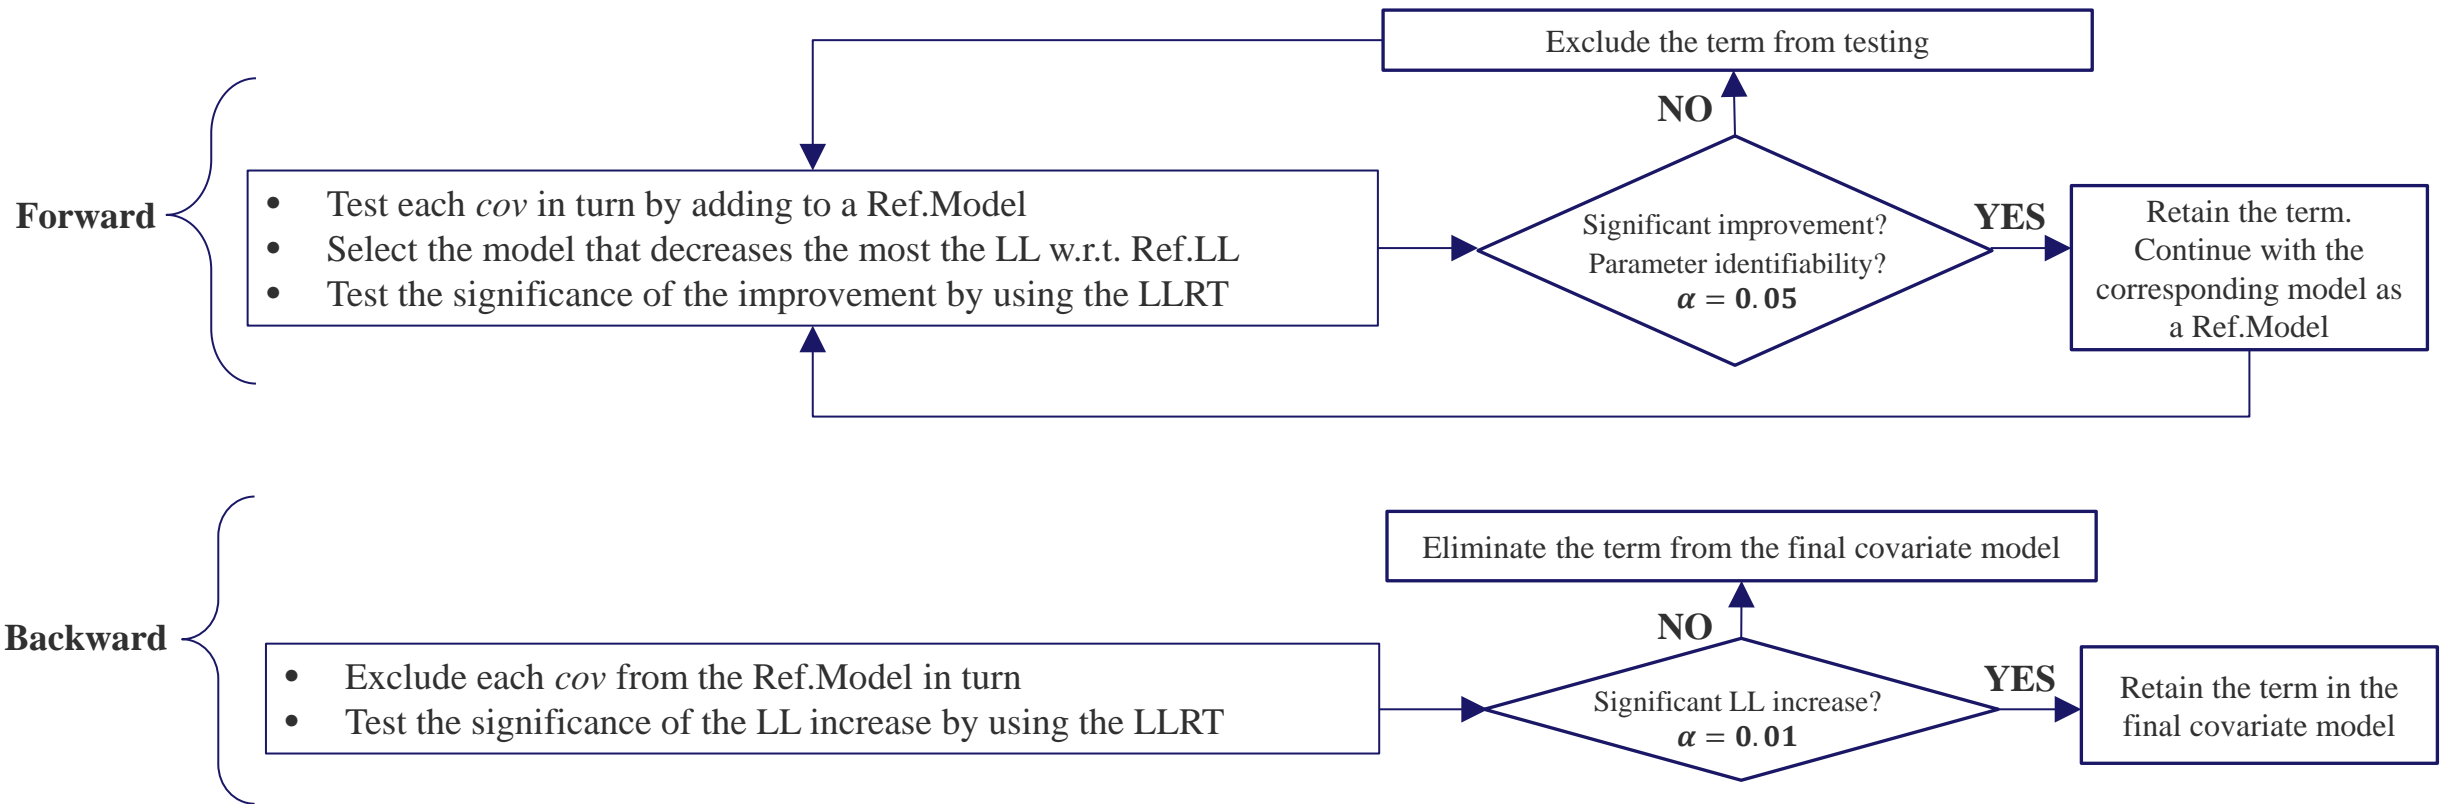 Exclude the term from testing
NO
Forward
• Test each cov in turn by adding to a Ref.Model
• Select the model that decreases the most the LL w.r.t. Ref.LL
• Test the significance of the improvement by using the LLRT
Significant improvement?
Parameter identifiability?
α = 0.05
YES
Retain the term.
Continue with the
corresponding model as
a Ref.Model
Eliminate the term from the final covariate model
NO
Backward
• Exclude each cov from the Ref.Model in turn
• Test the significance of the LL increase by using the LLRT
Significant LL increase?
α = 0.01
YES
Retain the term in the
final covariate model